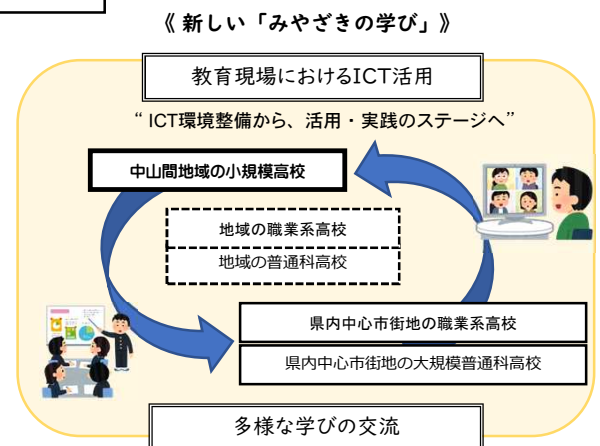 《 新しい「みやざきの学び」》
教育現場におけるICT活用
“ ICT環境整備から、活用・実践のステージへ”
中山間地域の小規模高校
地域の職業系高校
地域の普通科高校
県内中心市街地の職業系高校
県内中心市街地の大規模普通科高校
多様な学びの交流